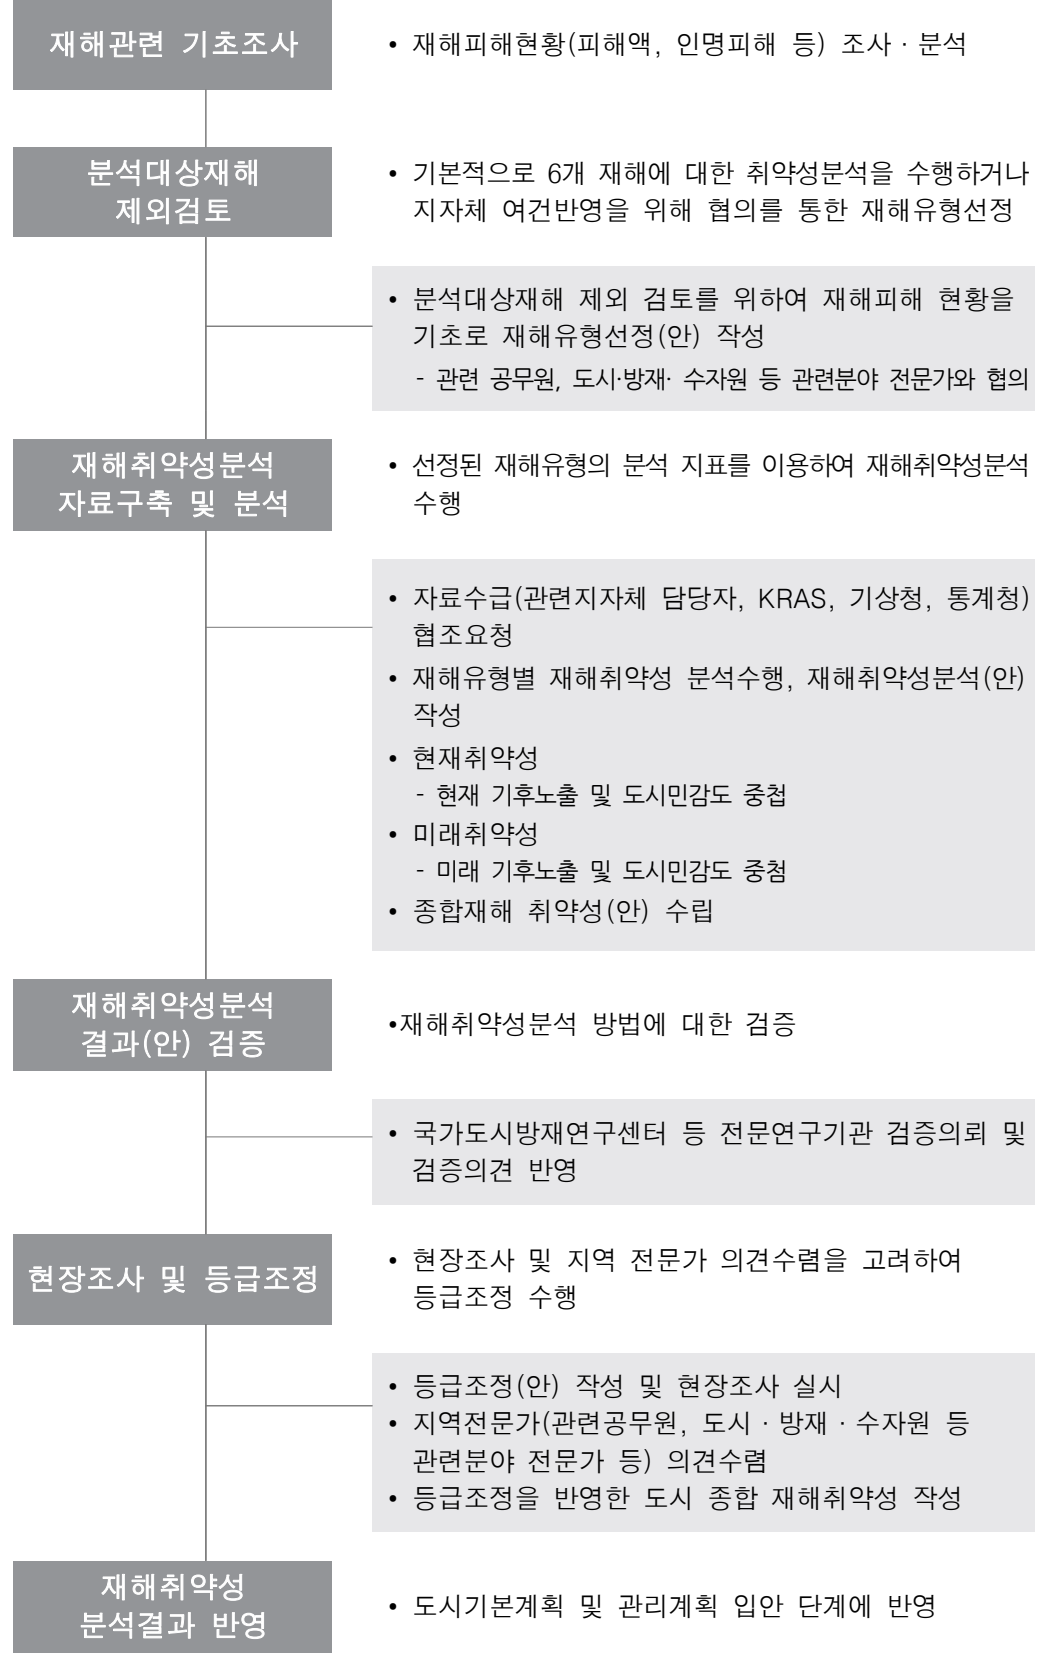 재해관련 기초조사
• 재해피해현황(피해액, 인명피해 등) 조사 · 분석
분석대상재해
제외검토
• 기본적으로 6개 재해에 대한 취약성분석을 수행하거나
지자체 여건반영을 위해 협의를 통한 재해유형선정
• 분석대상재해 제외 검토를 위하여 재해피해 현황을
기초로 재해유형선정(안) 작성
- 관련 공무원, 도시·방재· 수자원 등 관련분야 전문가와 협의
재해취약성분석
자료구축 및 분석
• 선정된 재해유형의 분석 지표를 이용하여 재해취약성분석
수행
• 자료수급(관련지자체 담당자, KRAS, 기상청, 통계청)
협조요청
• 재해유형별 재해취약성 분석수행, 재해취약성분석(안)
작성
• 현재취약성
- 현재 기후노출 및 도시민감도 중첩
• 미래취약성
- 미래 기후노출 및 도시민감도 중첨
• 종합재해 취약성(안) 수립
재해취약성분석
결과(안) 검증
•재해취약성분석 방법에 대한 검증
• 국가도시방재연구센터 등 전문연구기관 검증의뢰 및
검증의견 반영
현장조사 및 등급조정
• 현장조사 및 지역 전문가 의견수렴을 고려하여
등급조정 수행
• 등급조정(안) 작성 및 현장조사 실시
• 지역전문가(관련공무원, 도시 · 방재 · 수자원 등
관련분야 전문가 등) 의견수렴
• 등급조정을 반영한 도시 종합 재해취약성 작성
재해취약성
분석결과 반영
• 도시기본계획 및 관리계획 입안 단계에 반영